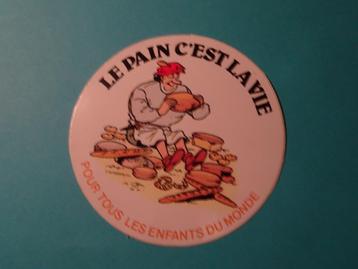 LE PAIN C'EST LA VIE
POUR TOUS LES ENFANTS DU MONDE